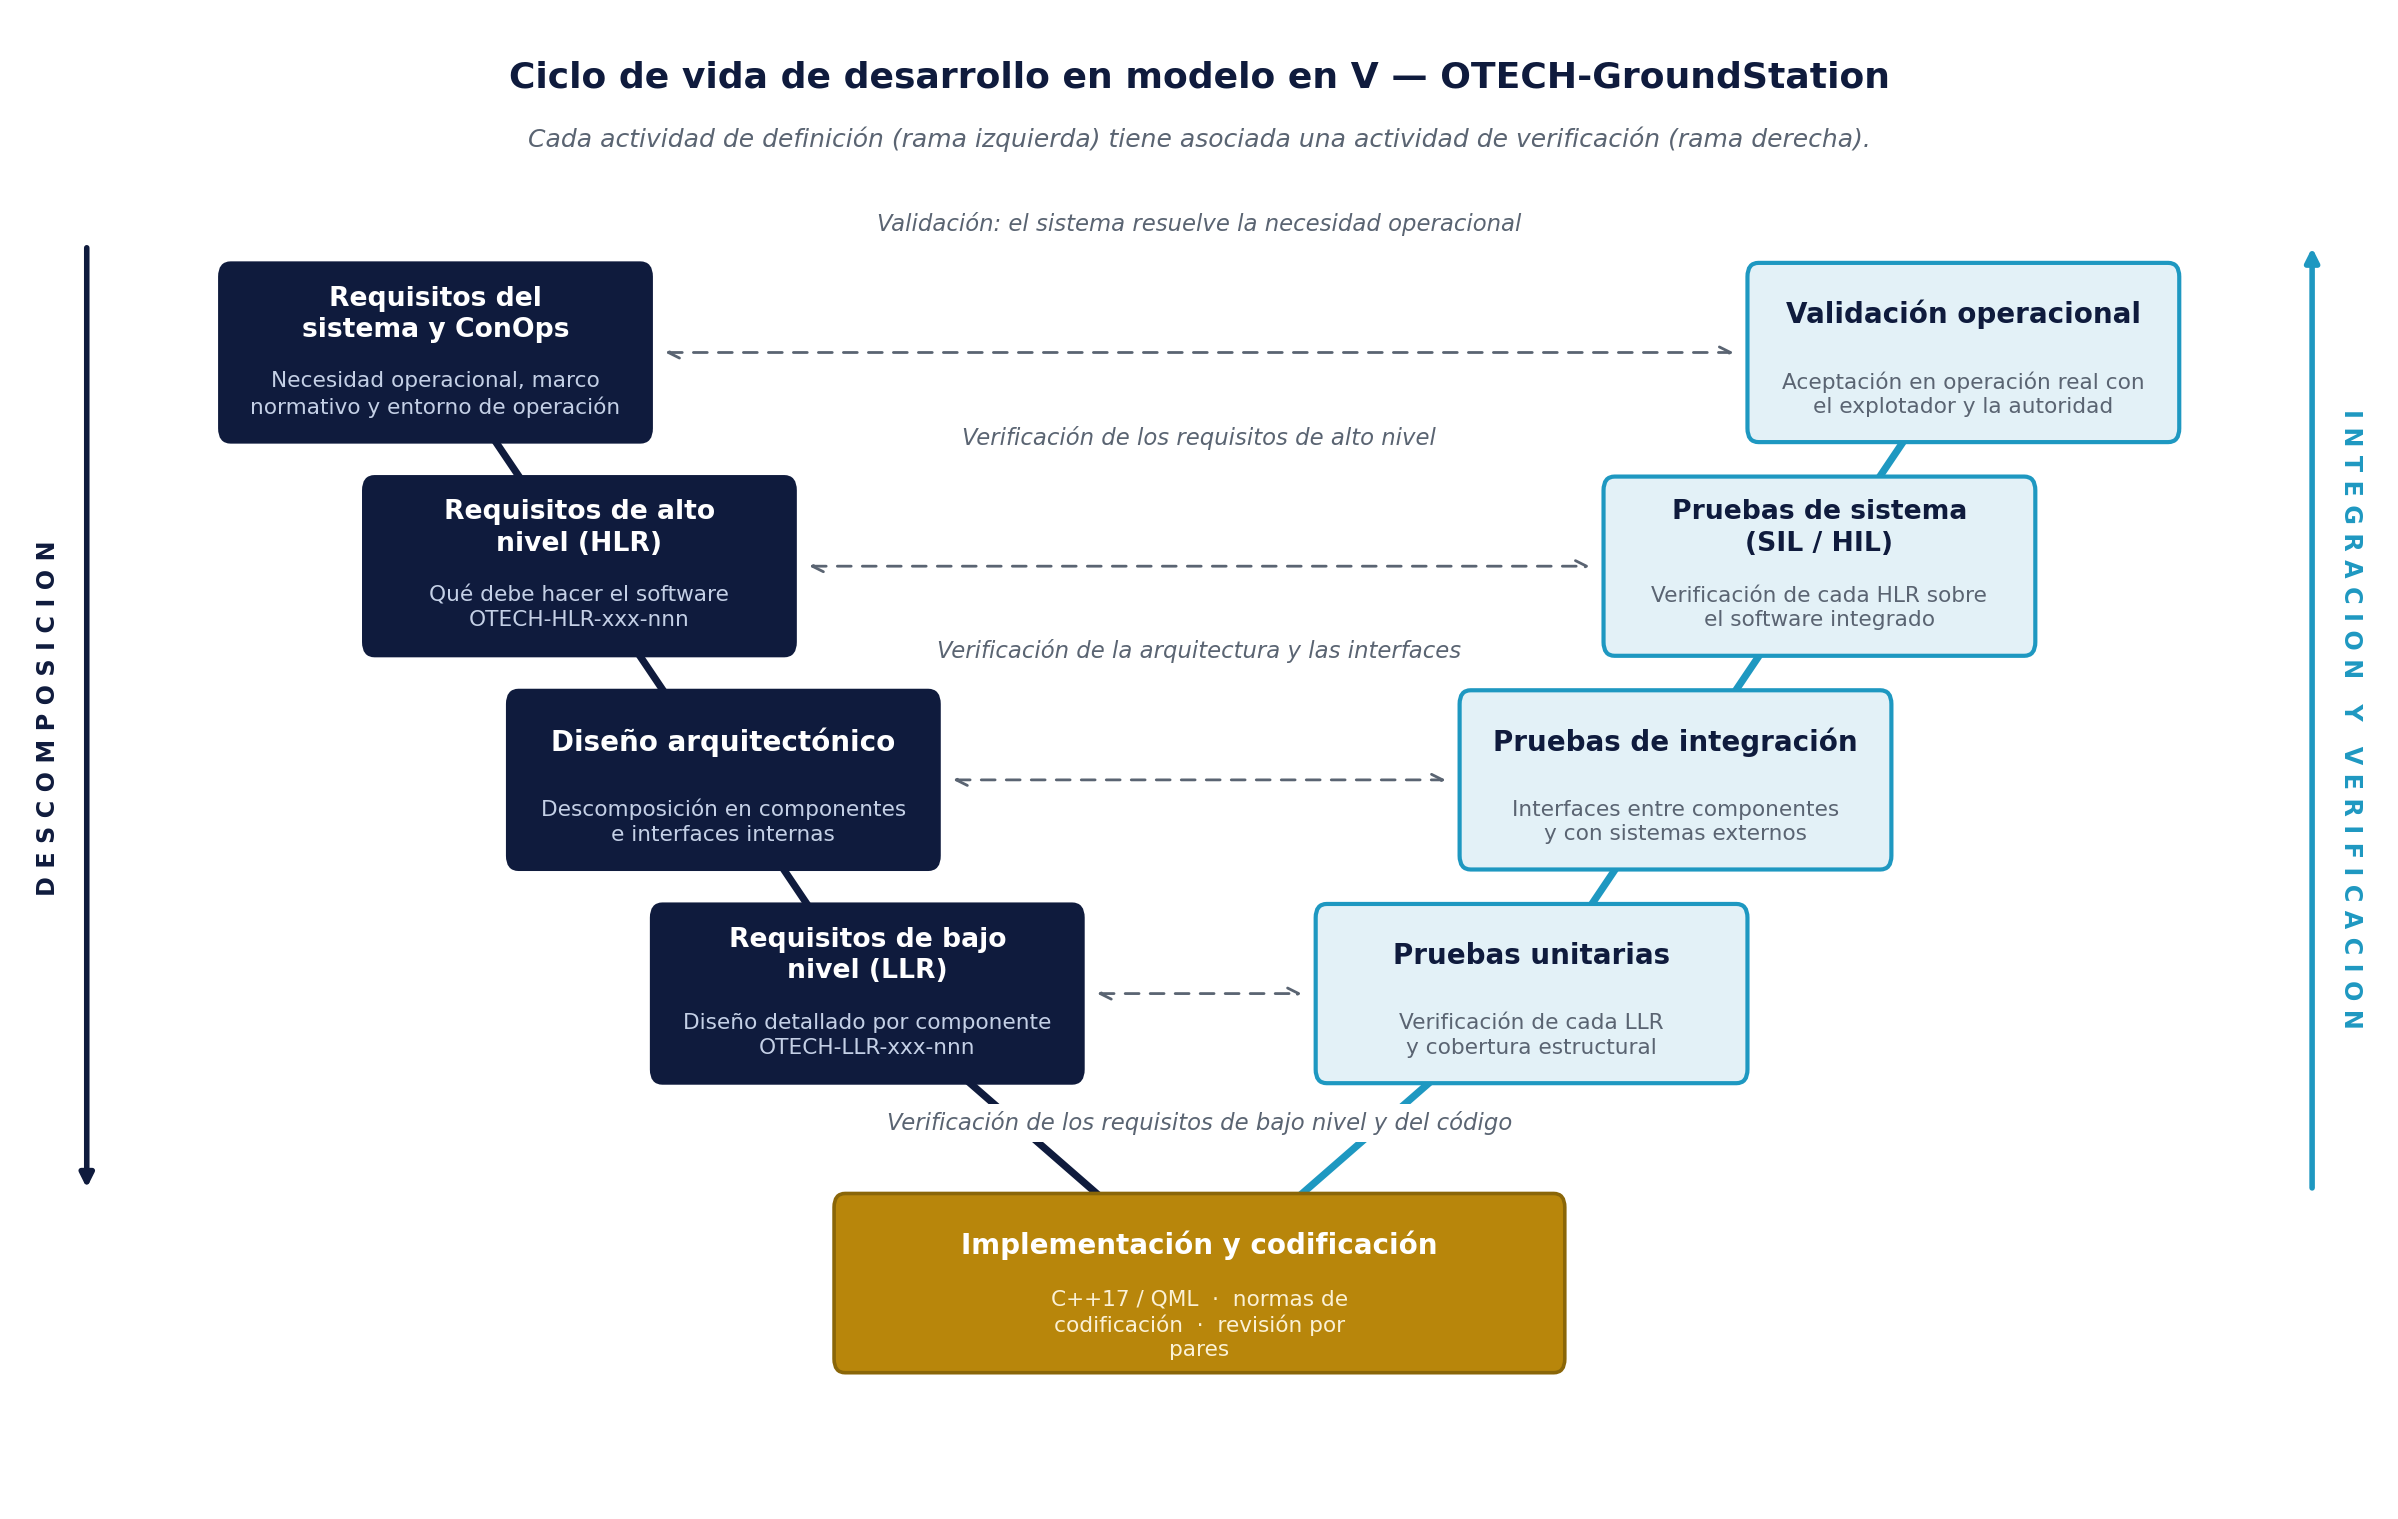 Ciclo de vida de desarrollo en modelo en V — OTECH-GroundStation
Cada actividad de definición (rama izquierda) tiene asociada una actividad de verificación (rama derecha).
Validación: el sistema resuelve la necesidad operacional
Requisitos del
sistema y ConOps
Necesidad operacional, marco
normativo y entorno de operación
Validación operacional
Aceptación en operación real con
el explotador y la autoridad
Verificación de los requisitos de alto nivel
Requisitos de alto
nivel (HLR)
Qué debe hacer el software
OTECH-HLR-xxx-nnn
Pruebas de sistema
(SIL / HIL)
Verificación de cada HLR sobre
el software integrado
Verificación de la arquitectura y las interfaces
Diseño arquitectónico
Descomposición en componentes
e interfaces internas
Pruebas de integración
Interfaces entre componentes
y con sistemas externos
Requisitos de bajo
nivel (LLR)
Diseño detallado por componente
OTECH-LLR-xxx-nnn
Pruebas unitarias
Verificación de cada LLR
y cobertura estructural
Verificación de los requisitos de bajo nivel y del código
Implementación y codificación
C++17 / QML · normas de
codificación · revisión por
pares
DESCOMPOSICION
INTEGRACION Y VERIFICACION